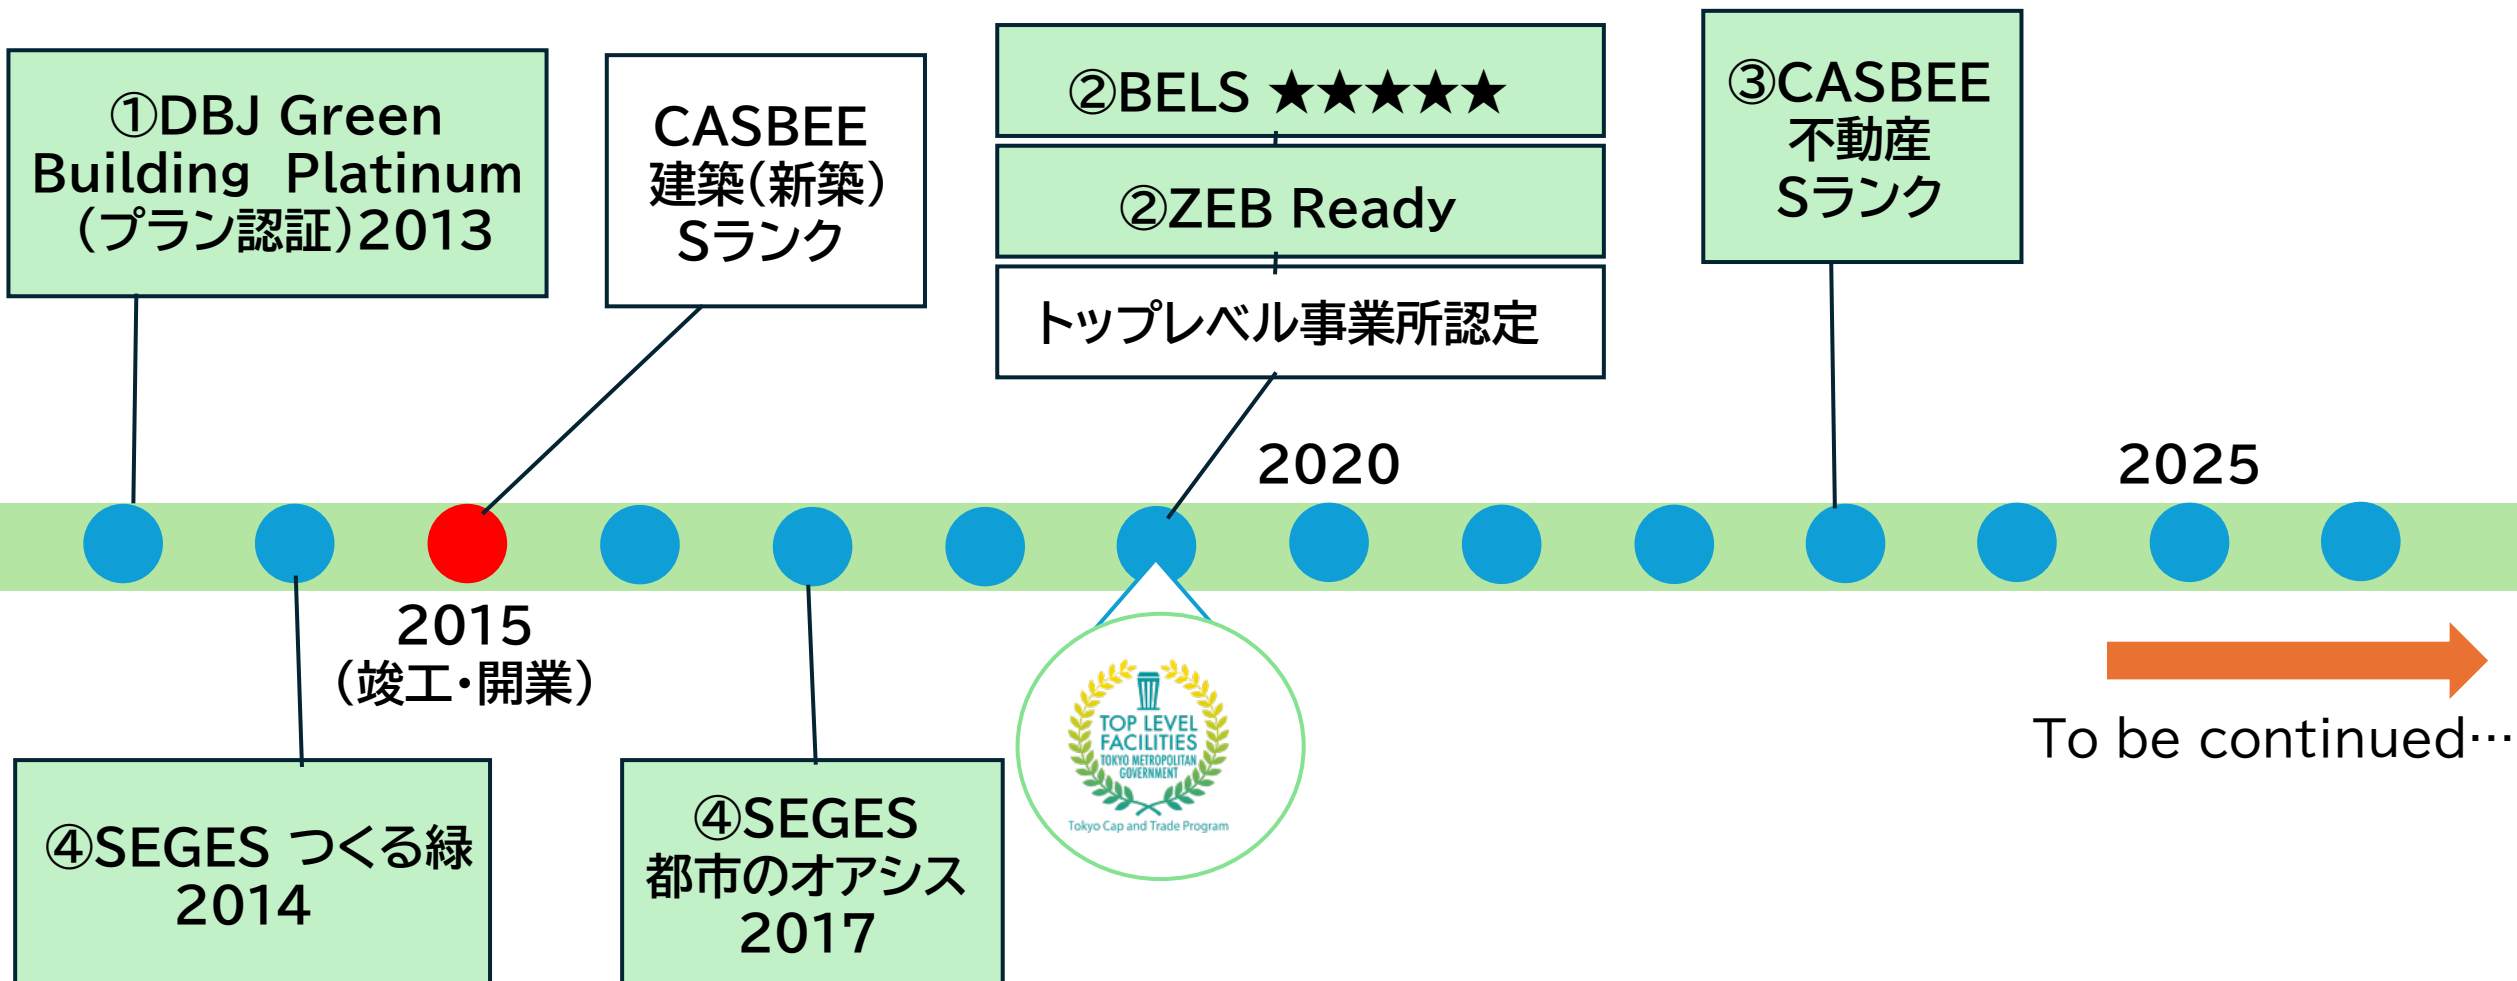 ①DBJ Green
Building Platinum
（プラン認証）2013
CASBEE
建築（新築）
Sランク
②BELS ★★★★★
②ZEB Ready
トップレベル事業所認定
③CASBEE
不動産
Sランク
2020
2025
2015
（竣工・開業）
④SEGES つくる緑
2014
④SEGES
都市のオアシス
2017
TOP LEVEL
FACILITIES
TOKYO METROPOLITAN
GOVERNMENT
Tokyo Cap and Trade Program
To be continued…